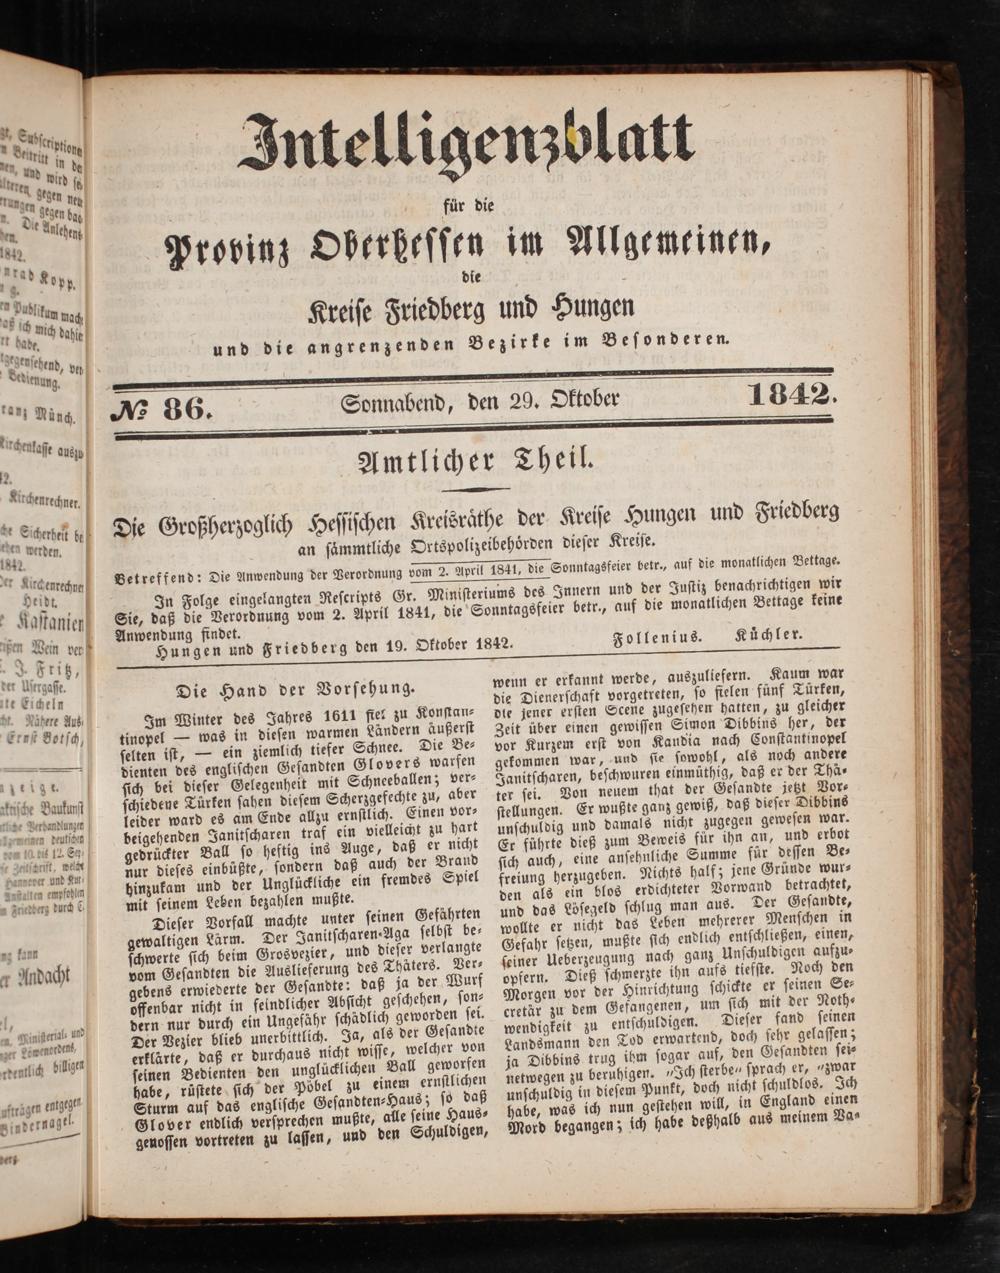 Intelligenzblatt
für die
Provinz Oberhessen im Allgemeinen,
die
Kreise Friedberg und Hungen
und die angrenzenden Bezirke im Besonderen.
№ 86. Sonnabend, den 29. Oktober 1842.
Amtlicher Theil.
Die Großherzoglich Hessischen Kreisräthe der Kreise Hungen und Friedberg
an sämmtliche Ortspolizeibehörden dieser Kreise.
Betreffend: Die Anwendung der Verordnung vom 2. April 1841, die Sonntagsfeier betr., auf die monatlichen Bettage.
In Folge eingelangten Rescripts Gr. Ministeriums des Innern und der Justiz benachrichtigen wir
Sie, daß die Verordnung vom 2. April 1841, die Sonntagsfeier betr., auf die monatlichen Bettage keine
Anwendung findet.
Hungen und Friedberg den 19. Oktober 1842. Follenius. Küchler.
Die Hand der Vorsehung.
Im Winter des Jahres 1611 fiel zu Konstan-
tinopel — was in diesen warmen Ländern äußerst
selten ist, — ein ziemlich tiefer Schnee. Die Be-
dienten des englischen Gesandten Glovers warfen
sich bei dieser Gelegenheit mit Schneeballen; ver-
schiedene Türken sahen diesem Scherzgefechte zu, aber
leider ward es am Ende allzu ernstlich. Einen vor-
beigehenden Janitscharen traf ein vielleicht zu hart
gedrückter Ball so heftig ins Auge, daß er nicht
nur dieses einbüßte, sondern daß auch der Brand
hinzukam und der Unglückliche ein fremdes Spiel
mit seinem Leben bezahlen mußte.
Dieser Vorfall machte unter seinen Gefährten
gewaltigen Lärm. Der Janitscharen-Aga selbst be-
schwerte sich beim Grosvezier, und dieser verlangte
vom Gesandten die Auslieferung des Thäters. Ver-
gebens erwiederte der Gesandte: daß ja der Wurf
offenbar nicht in feindlicher Absicht geschehen, son-
dern nur durch ein Ungefähr schädlich geworden sei.
Der Vezier blieb unerbittlich. Ja, als der Gesandte
erklärte, daß er durchaus nicht wisse, welcher von
seinen Bedienten den unglücklichen Ball geworfen
habe, rüstete sich der Pöbel zu einem ernstlichen
Sturm auf das englische Gesandten-Haus; so daß
Glover endlich versprechen mußte, alle seine Haus-
genossen vortreten zu lassen, und den Schuldigen,
wenn er erkannt werde, auszuliefern. Kaum war
die Dienerschaft vorgetreten, so fielen fünf Türken,
die jener ersten Scene zugesehen hatten, zu gleicher
Zeit über einen gewissen Simon Dibbins her, der
vor Kurzem erst von Kandia nach Constantinopel
gekommen war, und sie sowohl, als noch andere
Janitscharen, beschwuren einmüthig, daß er der Thä-
ter sei. Von neuem that der Gesandte jetzt Vor-
stellungen. Er wußte ganz gewiß, daß dieser Dibbins
unschuldig und damals nicht zugegen gewesen war.
Er führte dieß zum Beweis für ihn an, und erbot
sich auch, eine ansehnliche Summe für dessen Be-
freiung herzugeben. Nichts half; jene Gründe wur-
den als ein blos erdichteter Vorwand betrachtet,
und das Lösegeld schlug man aus. Der Gesandte,
wollte er nicht das Leben mehrerer Menschen in
Gefahr setzen, mußte sich endlich entschließen, einen,
seiner Ueberzeugung nach ganz Unschuldigen aufzu-
opfern. Dieß schmerzte ihn aufs tiefste. Noch den
Morgen vor der Hinrichtung schickte er seinen Se-
cretär zu dem Gefangenen, um sich mit der Noth-
wendigkeit zu entschuldigen. Dieser fand seinen
Landsmann den Tod erwartend, doch sehr gelassen;
ja Dibbins trug ihm sogar auf, den Gesandten sei-
netwegen zu beruhigen. „Ich sterbe“ sprach er, „zwar
unschuldig in diesem Punkt, doch nicht schuldlos. Ich
habe, was ich nun gestehen will, in England einen
Mord begangen; ich habe deßhalb aus meinem Va-